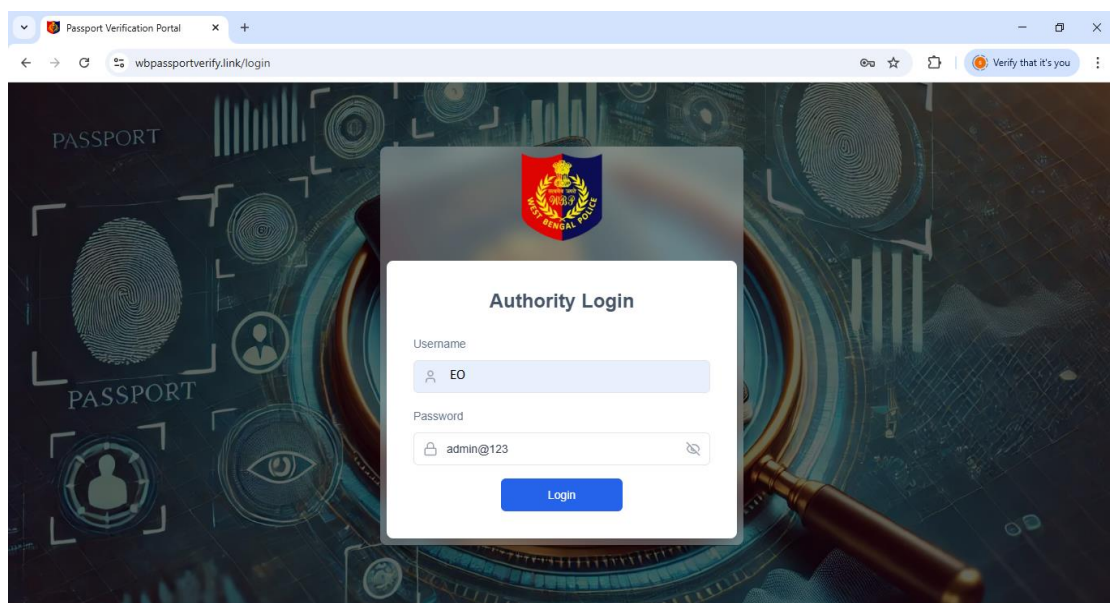 Passport Verification Portal
wbpassportverify.link/login
Verify that it's you
PASSPORT
WEST BENGAL POLICE
Authority Login
Username
EO
PASSPORT
Password
admin@123
Login